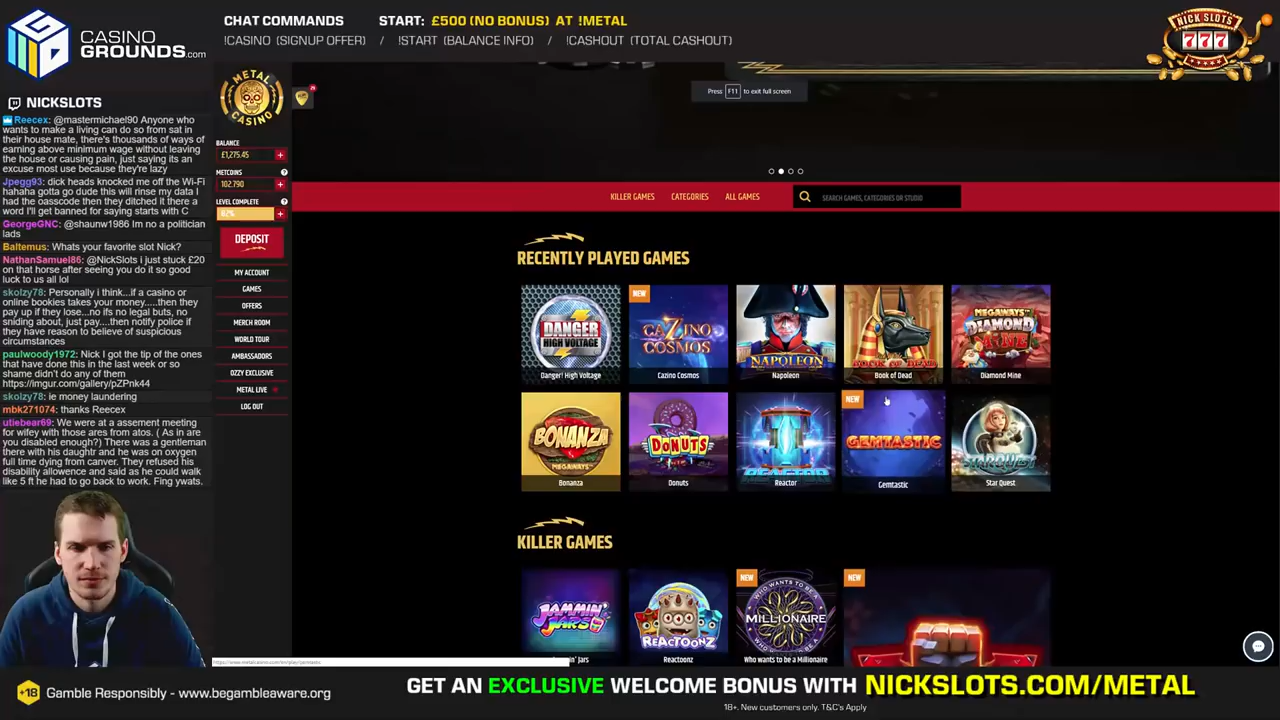 CHAT COMMANDS
START: £500 (NO BONUS) AT !METAL
!CASINO (SIGNUP OFFER) / !START (BALANCE INFO) / !CASHOUT (TOTAL CASHOUT)
CASINO
GROUNDS.com
NICK SLOTS
777
NICKSLOTS
Reecex: @mastermichael90 Anyone who
wants to make a living can do so from sat in
their house mate, there's thousands of ways of
earning above minimum wage without leaving
the house or causing pain, just saying its an
excuse most use because they're lazy
Jpegg93: dick heads knocked me off the Wi-Fi
hahaha gotta go dude this will rinse my data I
had the oasscode then they ditched it there a
word I'll get banned for saying starts with C
GeorgeGNC: @shaunw1986 Im no a politician
lads
Baltemus: Whats your favorite slot Nick?
NathanSamuel86: @NickSlots i just stuck £20
on that horse after seeing you do it so good
luck to us all lol
skolzy78: Personally i think...if a casino or
online bookies takes your money.....then they
pay up if they lose...no ifs no legal buts, no
sniding about, just pay....then notify police if
they have reason to believe of suspicious
circumstances
paulwoody1972: Nick I got the tip of the ones
that have done this in the last week or so
shame didn't do any of them
https://imgur.com/gallery/pZPnk44
skolzy78: ie money laundering
mbk271074: thanks Reecex
utiebear69: We were at a assement meeting
for wifey with those ares from atos. ( As in are
you disabled enough?) There was a gentleman
there with his daughtr and he was on oxygen
full time dying from canver. They refused his
disability allowence and said as he could walk
like 5 ft he had to go back to work. Fing ywats.
METAL
CASINO
BALANCE
£1,275.45
METCOINS
102.790
LEVEL COMPLETE
82%
DEPOSIT
MY ACCOUNT
GAMES
OFFERS
MERCH ROOM
WORLD TOUR
AMBASSADORS
OZZY EXCLUSIVE
METAL LIVE
LOG OUT
Press F11 to exit full screen
KILLER GAMES
CATEGORIES
ALL GAMES
SEARCH GAMES, CATEGORIES OR STUDIO
RECENTLY PLAYED GAMES
DANGER
HIGH VOLTAGE
Danger! High Voltage
NEW
CAZINO
COSMOS
Cazino Cosmos
NAPOLEON
Napoleon
BOOK OF DEAD
Book of Dead
MEGAWAYS
DIAMOND
MINE
Diamond Mine
BONANZA
MEGAWAYS
Bonanza
DONUTS
Donuts
REACTOR
Reactor
NEW
GEMTASTIC
Gemtastic
STARQUEST
Star Quest
KILLER GAMES
JAMMIN' JARS
REACTOONZ
Reactoonz
NEW
WHO WANTS TO BE A
MILLIONAIRE
Who wants to be a Millionaire
NEW
+18 Gamble Responsibly - www.begambleaware.org
GET AN EXCLUSIVE WELCOME BONUS WITH NICKSLOTS.COM/METAL
18+. New customers only. T&C's Apply